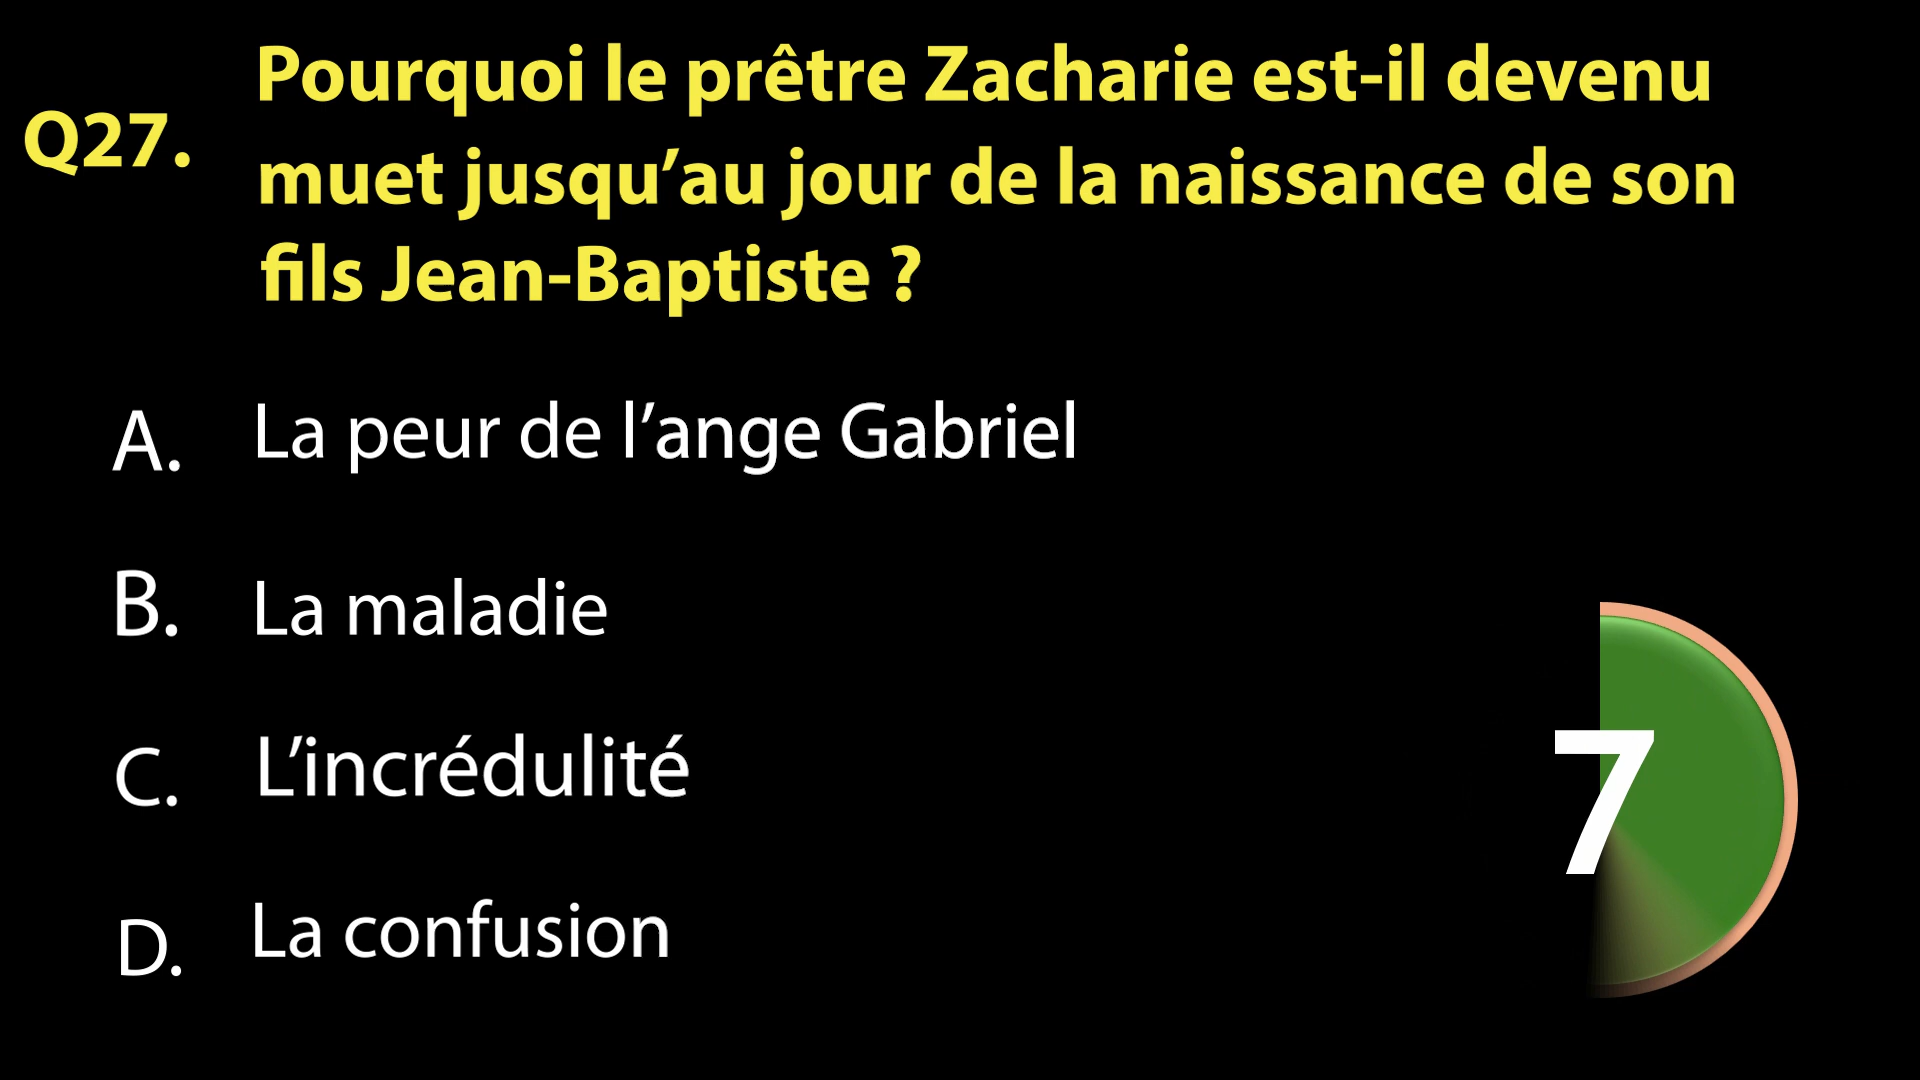 Q27. Pourquoi le prêtre Zacharie est-il devenu
muet jusqu’au jour de la naissance de son
fils Jean-Baptiste ?
A. La peur de l’ange Gabriel
B. La maladie
C. L’incrédulité
7
D. La confusion